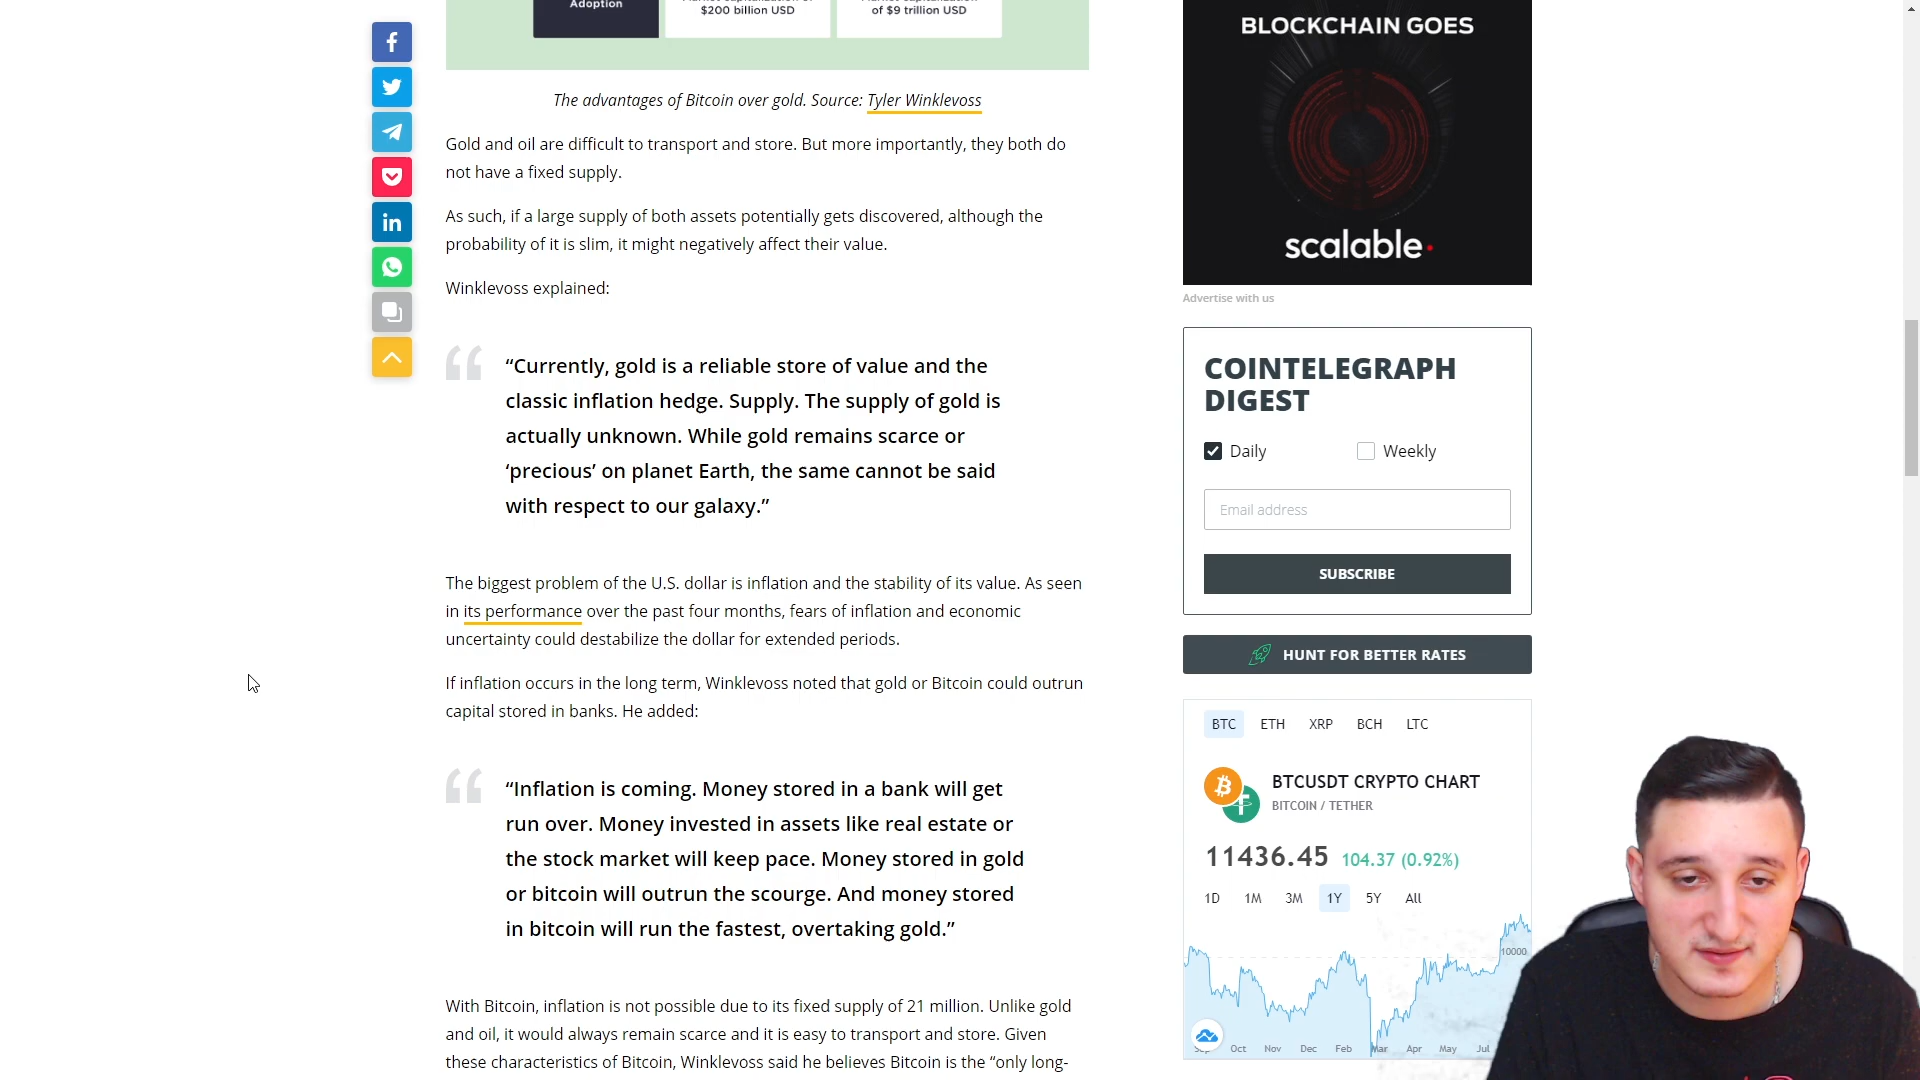 Adoption
$200 billion USD
of $9 trillion USD
The advantages of Bitcoin over gold. Source: Tyler Winklevoss
Gold and oil are difficult to transport and store. But more importantly, they both do
not have a fixed supply.
As such, if a large supply of both assets potentially gets discovered, although the
probability of it is slim, it might negatively affect their value.
Winklevoss explained:
“Currently, gold is a reliable store of value and the
classic inflation hedge. Supply. The supply of gold is
actually unknown. While gold remains scarce or
‘precious’ on planet Earth, the same cannot be said
with respect to our galaxy.”
The biggest problem of the U.S. dollar is inflation and the stability of its value. As seen
in its performance over the past four months, fears of inflation and economic
uncertainty could destabilize the dollar for extended periods.
If inflation occurs in the long term, Winklevoss noted that gold or Bitcoin could outrun
capital stored in banks. He added:
“Inflation is coming. Money stored in a bank will get
run over. Money invested in assets like real estate or
the stock market will keep pace. Money stored in gold
or bitcoin will outrun the scourge. And money stored
in bitcoin will run the fastest, overtaking gold.”
With Bitcoin, inflation is not possible due to its fixed supply of 21 million. Unlike gold
and oil, it would always remain scarce and it is easy to transport and store. Given
these characteristics of Bitcoin, Winklevoss said he believes Bitcoin is the “only long-
BLOCKCHAIN GOES
scalable
Advertise with us
COINTELEGRAPH
DIGEST
Daily Weekly
Email address
SUBSCRIBE
HUNT FOR BETTER RATES
BTC ETH XRP BCH LTC
BTCUSDT CRYPTO CHART
BITCOIN / TETHER
11436.45 104.37 (0.92%)
1D 1M 3M 1Y 5Y All
10000
Oct Nov Dec Feb Mar Apr May Jul